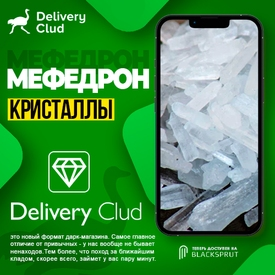 Delivery
Clud
МЕФЕДРОН
МЕФЕДРОН
КРИСТАЛЛЫ
Delivery Clud
это новый формат дарк-магазина. Самое главное
отличие от привычных - у нас вообще не бывает
ненаходов.Тем более, что поход за ближайшим
кладом, скорее всего, займет у вас пару минут.
ТЕПЕРЬ ДОСТУПЕН НА
BLACKSPRUT